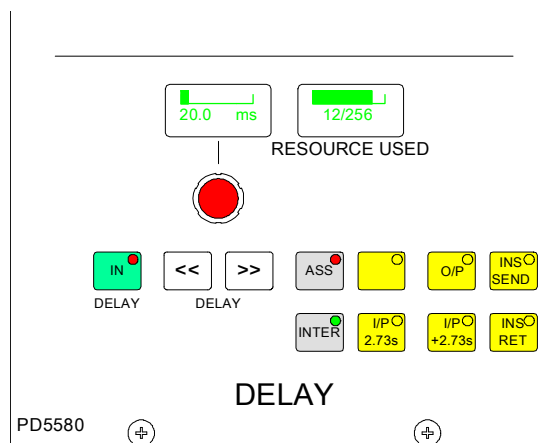 20.0 ms
12/256
RESOURCE USED
IN
<<
>>
ASS
O/P
INS
SEND
DELAY
DELAY
INTER
I/P
2.73s
I/P
+2.73s
INS
RET
DELAY
PD5580